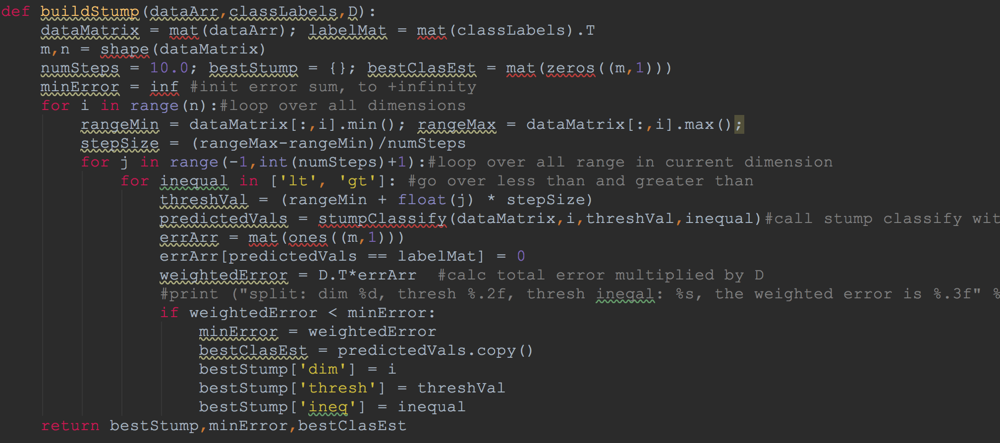 def buildStump(dataArr,classLabels,D):
    dataMatrix = mat(dataArr); labelMat = mat(classLabels).T
    m,n = shape(dataMatrix)
    numSteps = 10.0; bestStump = {}; bestClasEst = mat(zeros((m,1)))
    minError = inf #init error sum, to +infinity
    for i in range(n):#loop over all dimensions
        rangeMin = dataMatrix[:,i].min(); rangeMax = dataMatrix[:,i].max();
        stepSize = (rangeMax-rangeMin)/numSteps
        for j in range(-1,int(numSteps)+1):#loop over all range in current dimension
            for inequal in ['lt', 'gt']: #go over less than and greater than
                threshVal = (rangeMin + float(j) * stepSize)
                predictedVals = stumpClassify(dataMatrix,i,threshVal,inequal)#call stump classify wit
                errArr = mat(ones((m,1)))
                errArr[predictedVals == labelMat] = 0
                weightedError = D.T*errArr  #calc total error multiplied by D
                #print ("split: dim %d, thresh %.2f, thresh ineqal: %s, the weighted error is %.3f" %
                if weightedError < minError:
                    minError = weightedError
                    bestClasEst = predictedVals.copy()
                    bestStump['dim'] = i
                    bestStump['thresh'] = threshVal
                    bestStump['ineq'] = inequal
    return bestStump,minError,bestClasEst